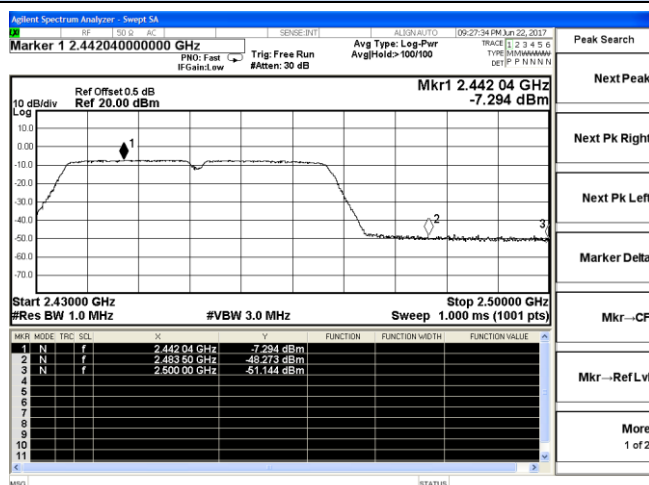 Agilent Spectrum Analyzer - Swept SA
RF 50 Ω AC SENSE:INT ALIGN AUTO 09:27:34 PM Jun 22, 2017
Marker 1 2.442040000000 GHz
PNO: Fast
IFGain:Low
Trig: Free Run
#Atten: 30 dB
Avg Type: Log-Pwr
Avg|Hold:>100/100
TRACE 1 2 3 4 5 6
TYPE MMWWWW
DET P P N N N N
Ref Offset 0.5 dB
Ref 20.00 dBm
10 dB/div
Log
Mkr1 2.442 04 GHz
-7.294 dBm
10.0
0.00
-10.0
-20.0
-30.0
-40.0
-50.0
-60.0
-70.0
1
2
3
Start 2.43000 GHz Stop 2.50000 GHz
#Res BW 1.0 MHz #VBW 3.0 MHz Sweep 1.000 ms (1001 pts)
MKR MODE TRC SCL X Y FUNCTION FUNCTION WIDTH FUNCTION VALUE
1 N f 2.442 04 GHz -7.294 dBm
2 N f 2.483 50 GHz -48.273 dBm
3 N f 2.500 00 GHz -51.144 dBm
4
5
6
7
8
9
10
11
MSG STATUS
Peak Search
Next Peak
Next Pk Right
Next Pk Left
Marker Delta
Mkr→CF
Mkr→Ref Lvl
More
1 of 2